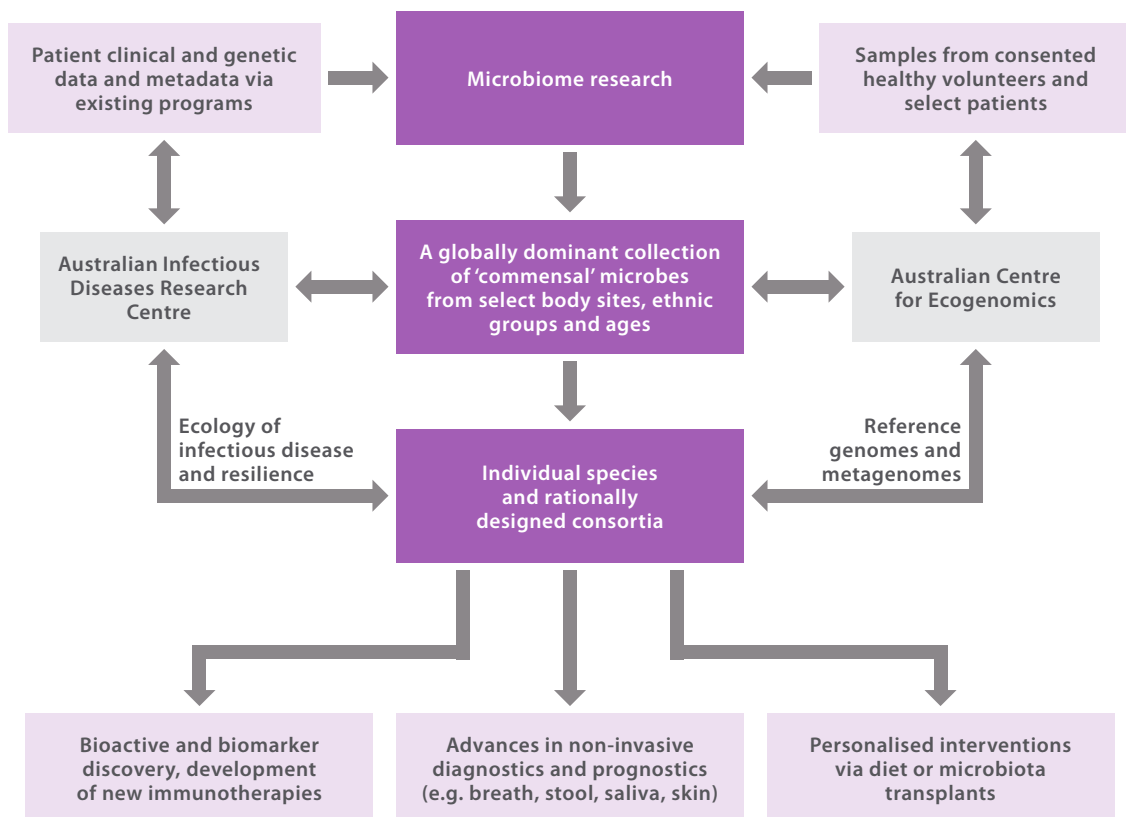 Patient clinical and genetic
data and metadata via
existing programs
Microbiome research
Samples from consented
healthy volunteers and
select patients
Australian Infectious
Diseases Research
Centre
A globally dominant collection
of ‘commensal’ microbes
from select body sites, ethnic
groups and ages
Australian Centre
for Ecogenomics
Ecology of
infectious disease
and resilience
Individual species
and rationally
designed consortia
Reference
genomes and
metagenomes
Bioactive and biomarker
discovery, development
of new immunotherapies
Advances in non-invasive
diagnostics and prognostics
(e.g. breath, stool, saliva, skin)
Personalised interventions
via diet or microbiota
transplants